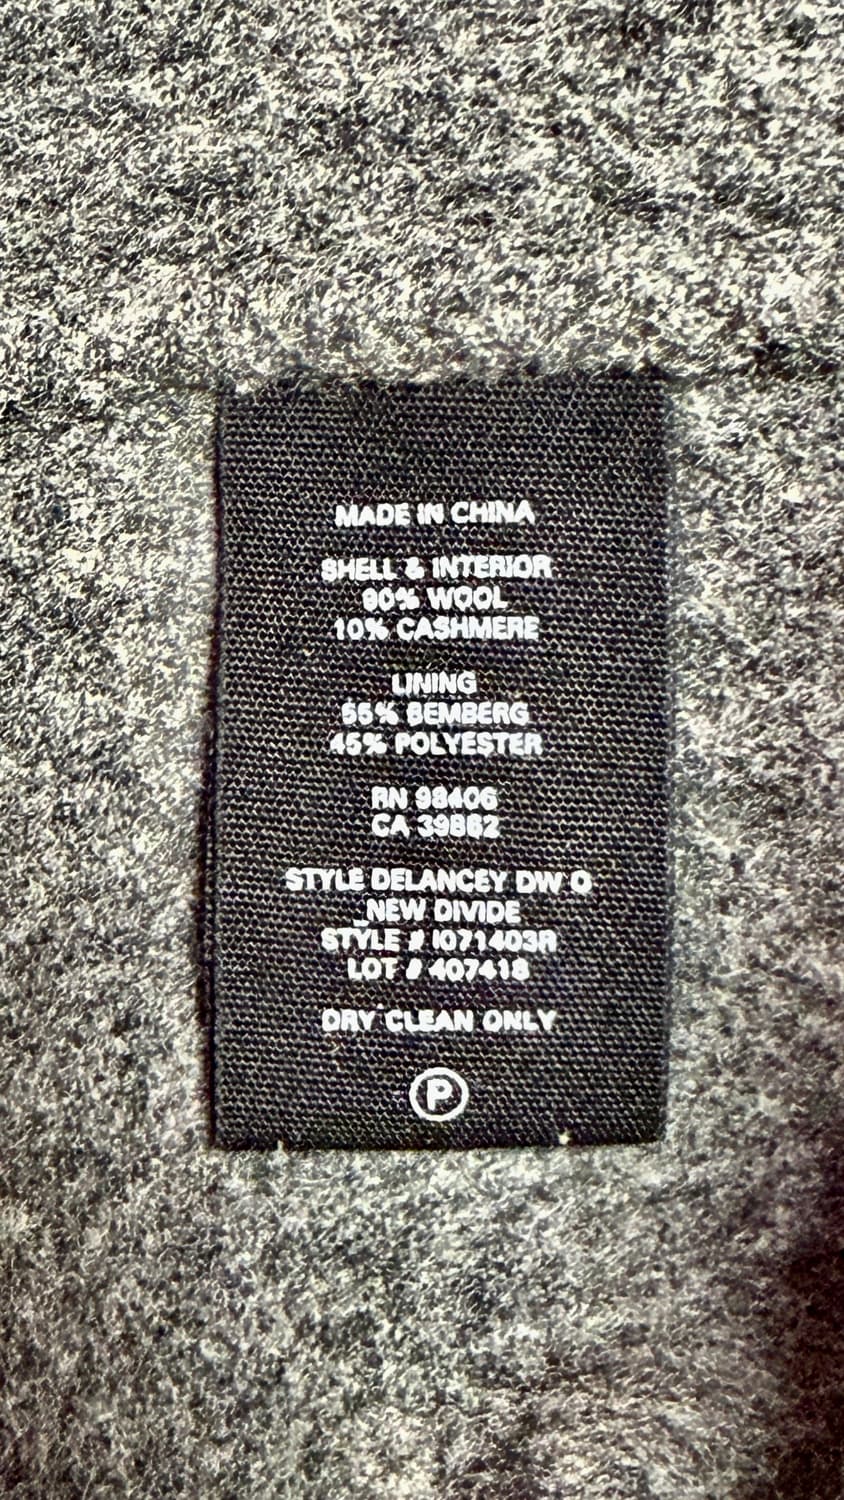 MADE IN CHINA
SHELL & INTERIOR
90% WOOL
10% CASHMERE
LINING
55% BEMBERG
45% POLYESTER
RN 98406
CA 39882
STYLE DELANCEY DW O
_NEW DIVIDE
STYLE # I071403R
LOT # 407418
DRY CLEAN ONLY
P